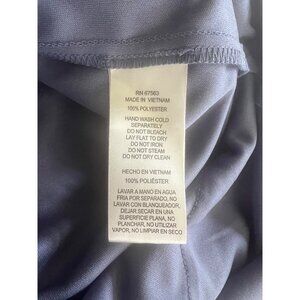 RN 67563
MADE IN VIETNAM
100% POLYESTER
HAND WASH COLD
SEPARATELY
DO NOT BLEACH
LAY FLAT TO DRY
DO NOT IRON
DO NOT STEAM
DO NOT DRY CLEAN
HECHO EN VIETNAM
100% POLIÉSTER
LAVAR A MANO EN AGUA
FRIA POR SEPARADO, NO
LAVAR CON BLANQUEADOR,
DEJAR SECAR EN UNA
SUPERFICIE PLANA, NO
PLANCHAR, NO UTILIZAR
VAPOR, NO LIMPIAR EN SECO